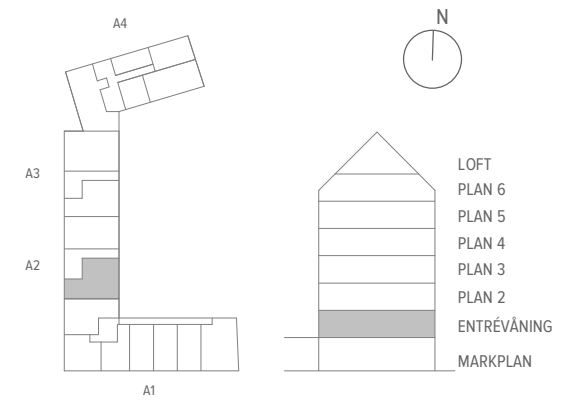 A4
N
A3
A2
A1
LOFT
PLAN 6
PLAN 5
PLAN 4
PLAN 3
PLAN 2
ENTRÉVÅNING
MARKPLAN